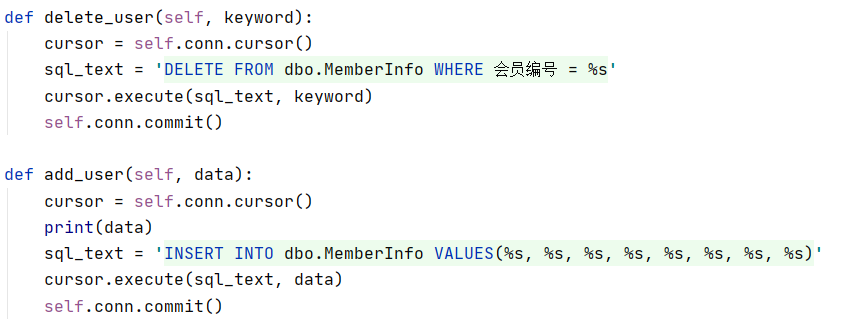 def delete_user(self, keyword):
    cursor = self.conn.cursor()
    sql_text = 'DELETE FROM dbo.MemberInfo WHERE 会员编号 = %s'
    cursor.execute(sql_text, keyword)
    self.conn.commit()

def add_user(self, data):
    cursor = self.conn.cursor()
    print(data)
    sql_text = 'INSERT INTO dbo.MemberInfo VALUES(%s, %s, %s, %s, %s, %s, %s, %s)'
    cursor.execute(sql_text, data)
    self.conn.commit()